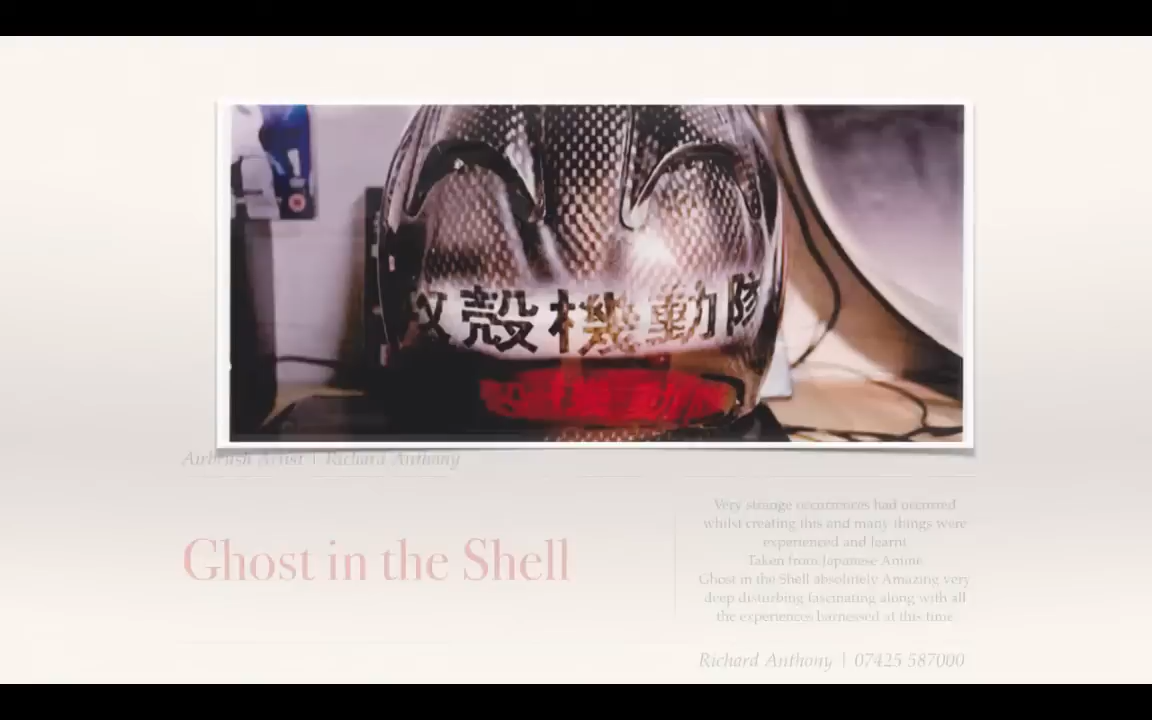 攻殻機動隊
Airbrush Artist | Richard Anthony
Ghost in the Shell
Very strange occurrences had occurred
whilst creating this and many things were
experienced and learnt
Taken from Japanese Anime
Ghost in the Shell absolutely Amazing very
deep disturbing fascinating along with all
the experiences harnessed at this time
Richard Anthony | 07425 587000